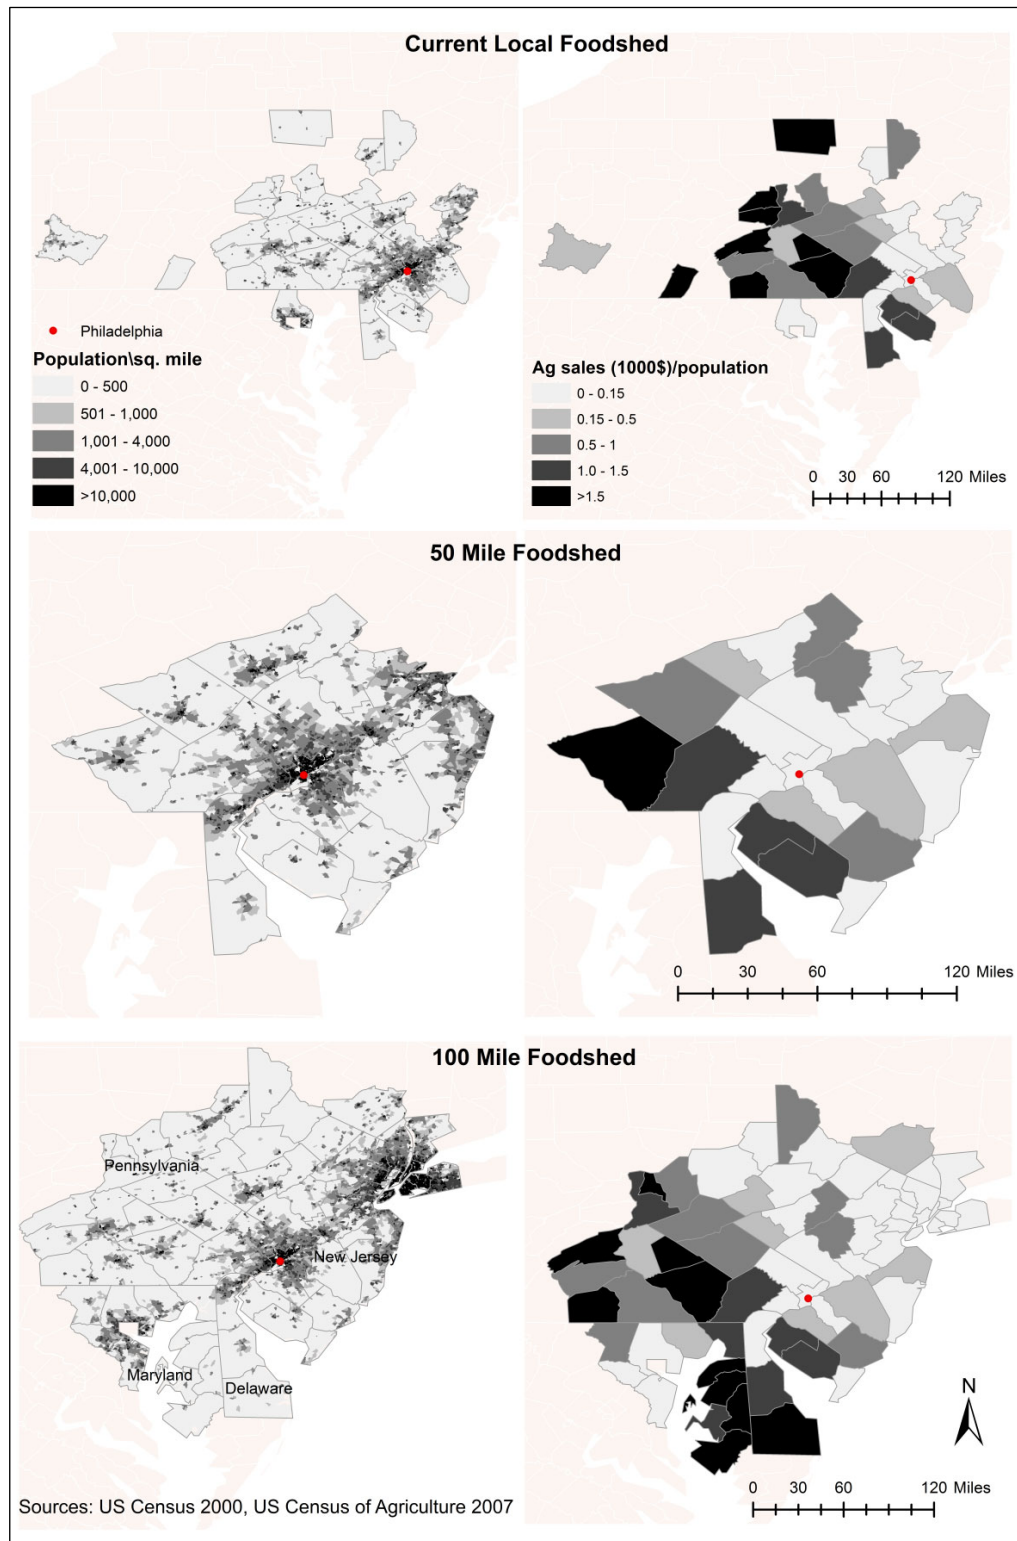 Current Local Foodshed
Philadelphia
Population\sq. mile
0 - 500
501 - 1,000
1,001 - 4,000
4,001 - 10,000
>10,000
Ag sales (1000$)/population
0 - 0.15
0.15 - 0.5
0.5 - 1
1.0 - 1.5
>1.5
0 30 60 120 Miles
50 Mile Foodshed
0 30 60 120 Miles
100 Mile Foodshed
Pennsylvania
New Jersey
Maryland
Delaware
N
0 30 60 120 Miles
Sources: US Census 2000, US Census of Agriculture 2007